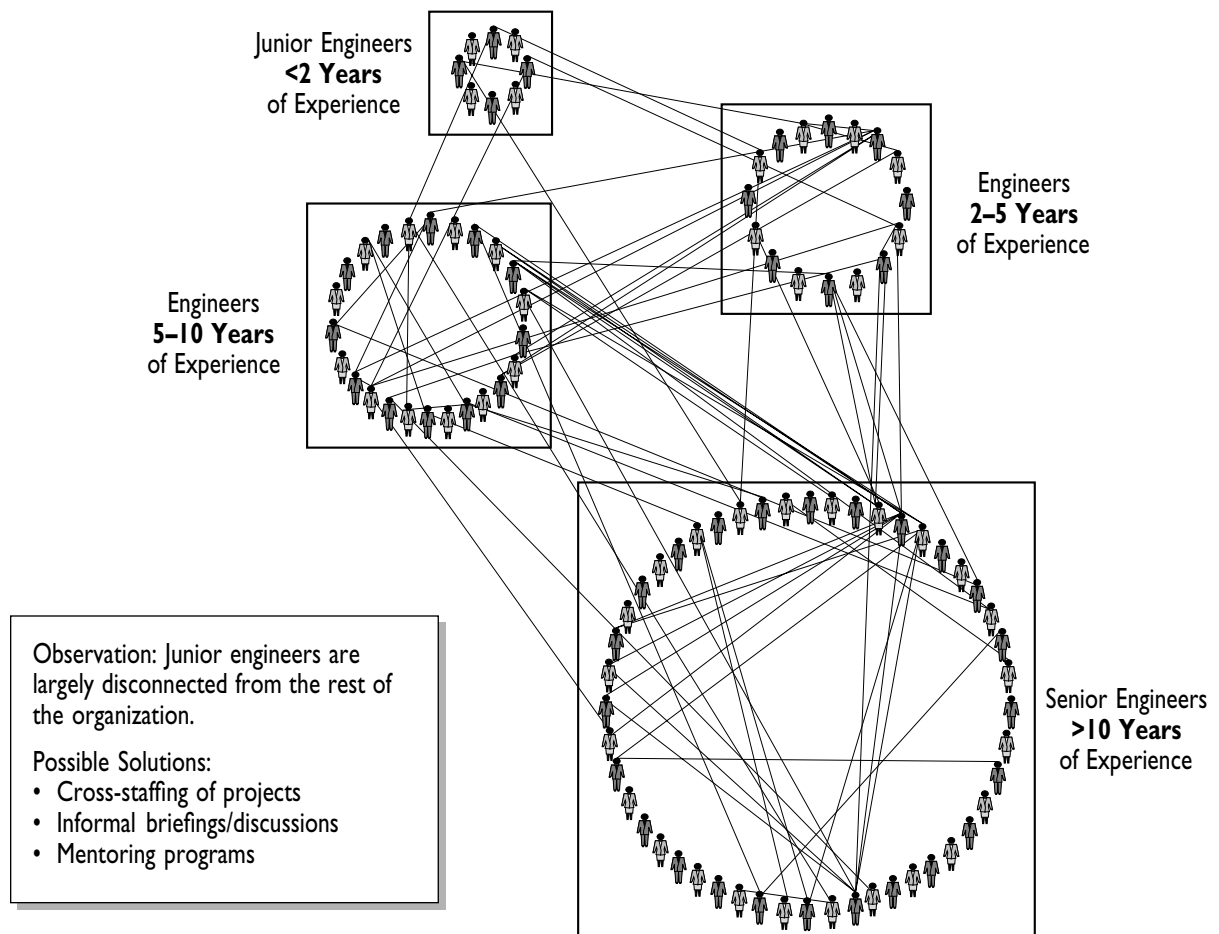 Junior Engineers
<2 Years
of Experience
Engineers
2–5 Years
of Experience
Engineers
5–10 Years
of Experience
Senior Engineers
>10 Years
of Experience
Observation: Junior engineers are
largely disconnected from the rest of
the organization.
Possible Solutions:
• Cross-staffing of projects
• Informal briefings/discussions
• Mentoring programs